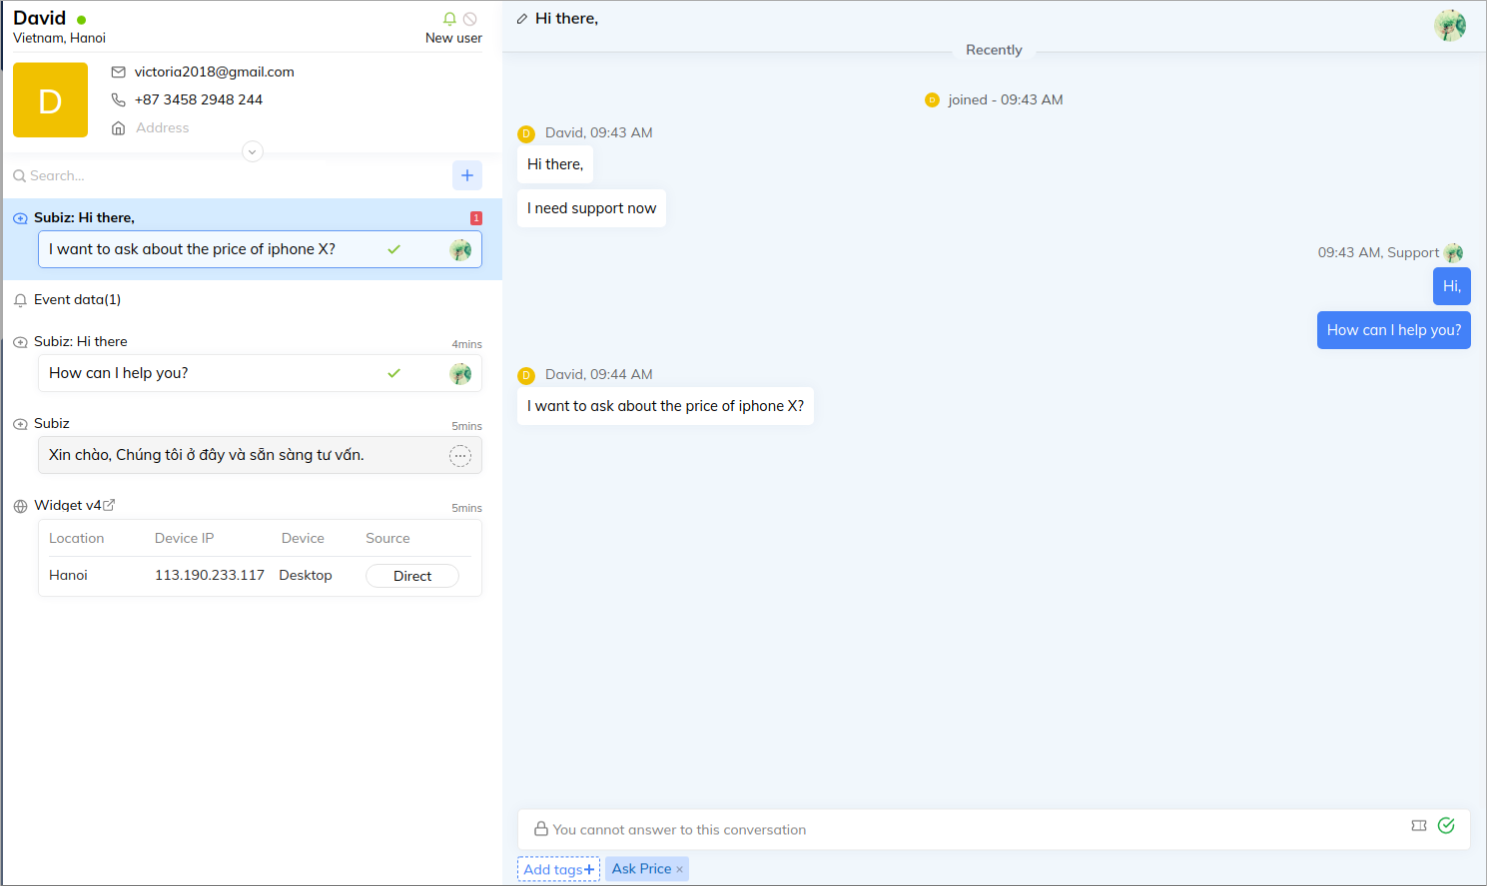 David
Vietnam, Hanoi
New user
D
victoria2018@gmail.com
+87 3458 2948 244
Address
Search...
+
Subiz: Hi there,
1
I want to ask about the price of iphone X?
Event data(1)
Subiz: Hi there
4mins
How can I help you?
Subiz
5mins
Xin chào, Chúng tôi ở đây và sẵn sàng tư vấn.
Widget v4
5mins
Location Device IP Device Source
Hanoi 113.190.233.117 Desktop Direct
Hi there,
Recently
D joined - 09:43 AM
D David, 09:43 AM
Hi there,
I need support now
09:43 AM, Support
Hi,
How can I help you?
D David, 09:44 AM
I want to ask about the price of iphone X?
You cannot answer to this conversation
Add tags+ Ask Price ×